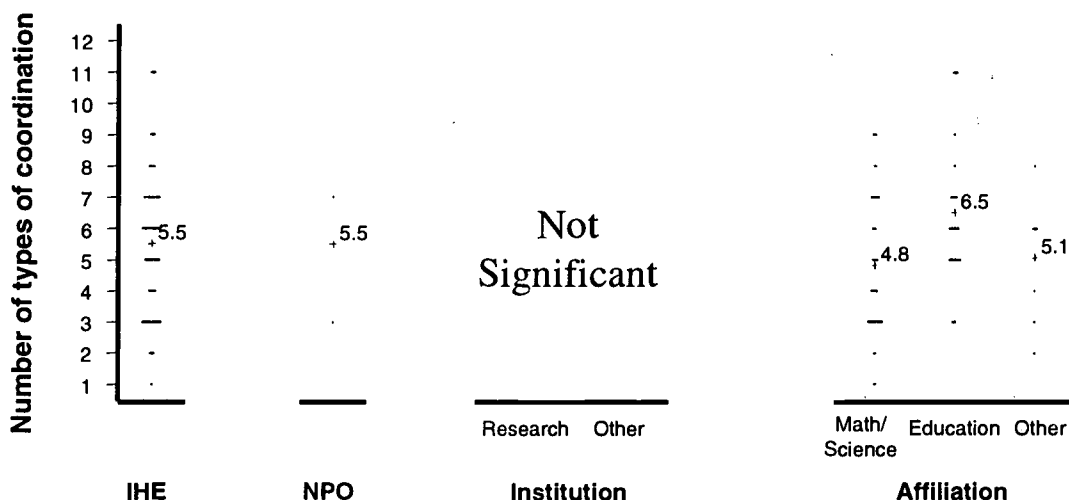 Number of types of coordination
12
11
10
9
8
7
6
5
4
3
2
1
5.5
5.5
Not
Significant
4.8
6.5
5.1
Research Other
Math/
Science
Education Other
IHE NPO Institution Affiliation